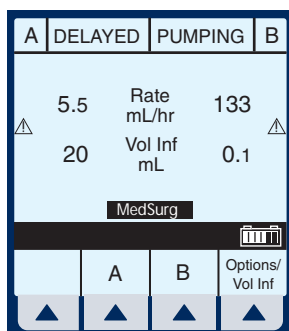 A DELAYED PUMPING B
5.5 Rate mL/hr 133
20 Vol Inf mL 0.1
MedSurg
A B Options/ Vol Inf